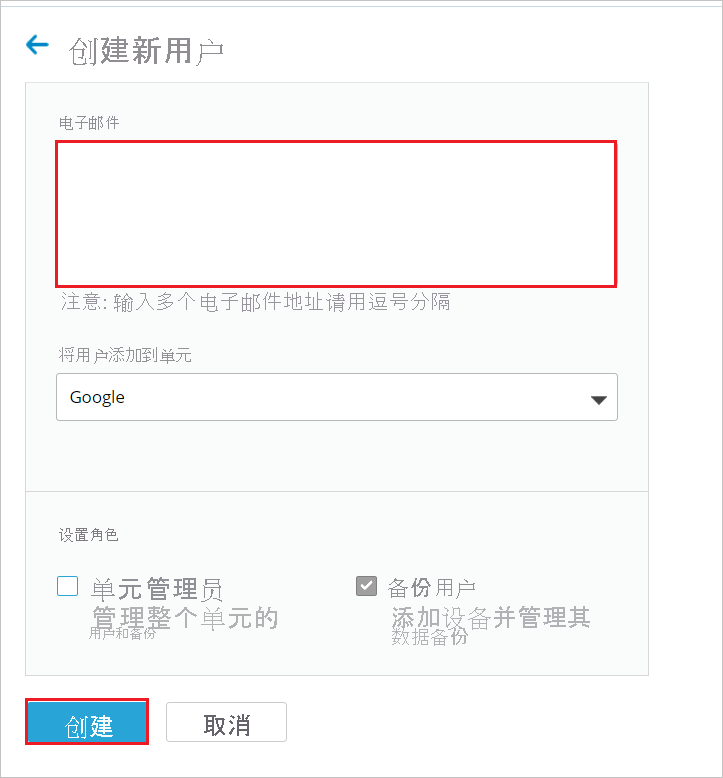 创建新用户
电子邮件
注意: 输入多个电子邮件地址请用逗号分隔
将用户添加到单元
Google
设置角色
单元管理员
管理整个单元的
用户和备份
备份用户
添加设备并管理其
数据备份
创建
取消